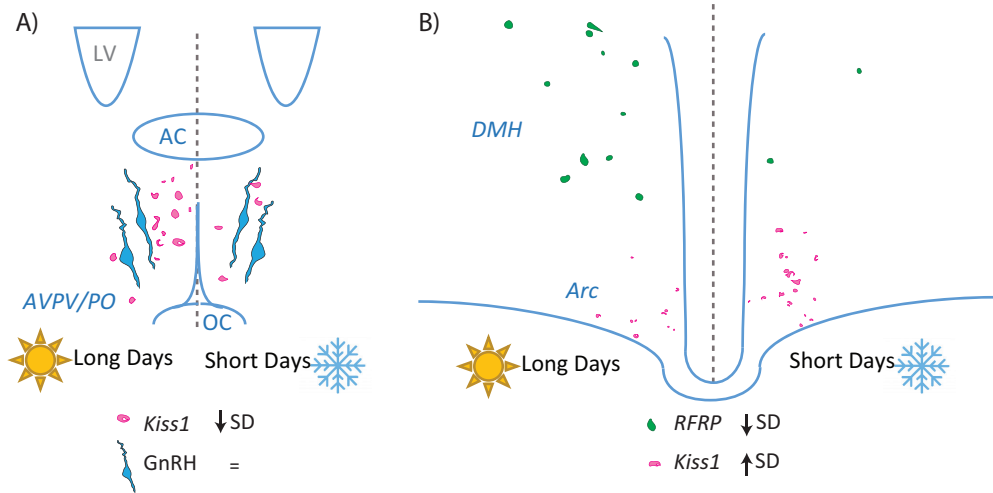 A)
LV
AC
AVPV/PO
OC
Long Days
Short Days
Kiss1 ↓SD
GnRH =
B)
DMH
Arc
Long Days
Short Days
RFRP ↓SD
Kiss1 ↑SD